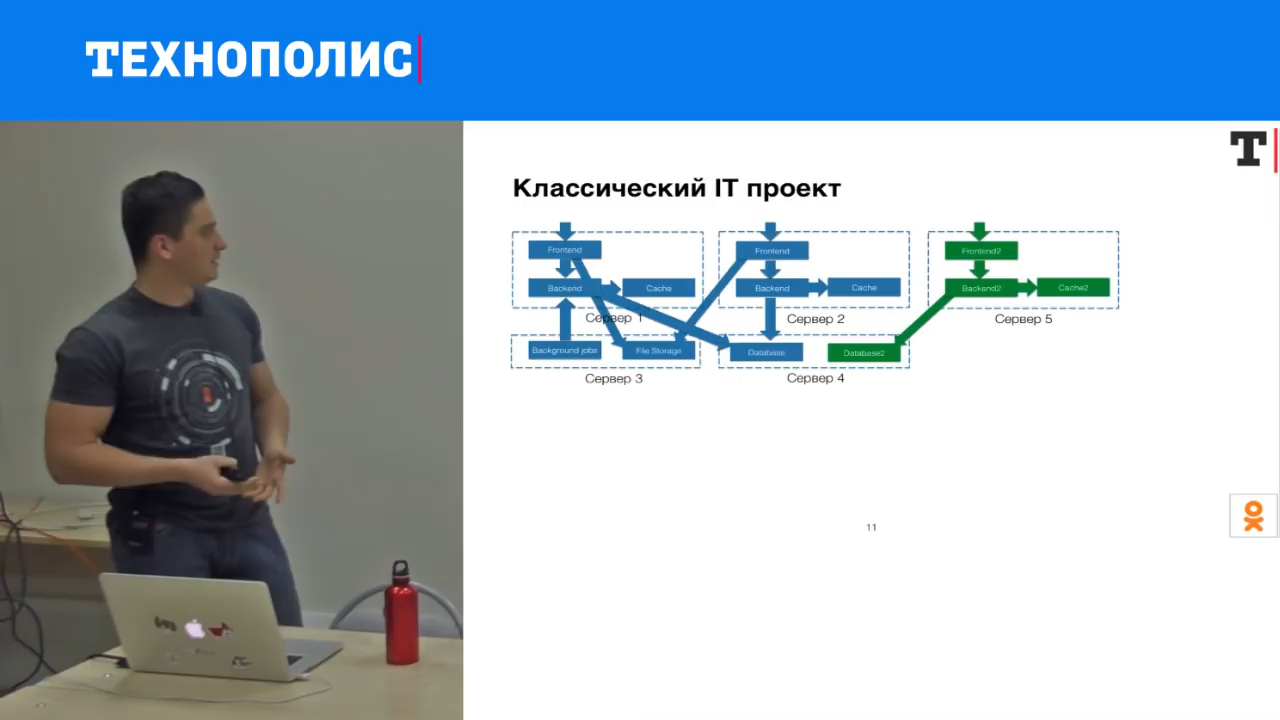 ТЕХНОПОЛИС
Т
Классический IT проект
Frontend
Frontend
Frontend2
Backend
Cache
Backend
Cache
Backend2
Cache2
Сервер 1
Сервер 2
Сервер 5
Background jobs
File Storage
Database
Database2
Сервер 3
Сервер 4
11